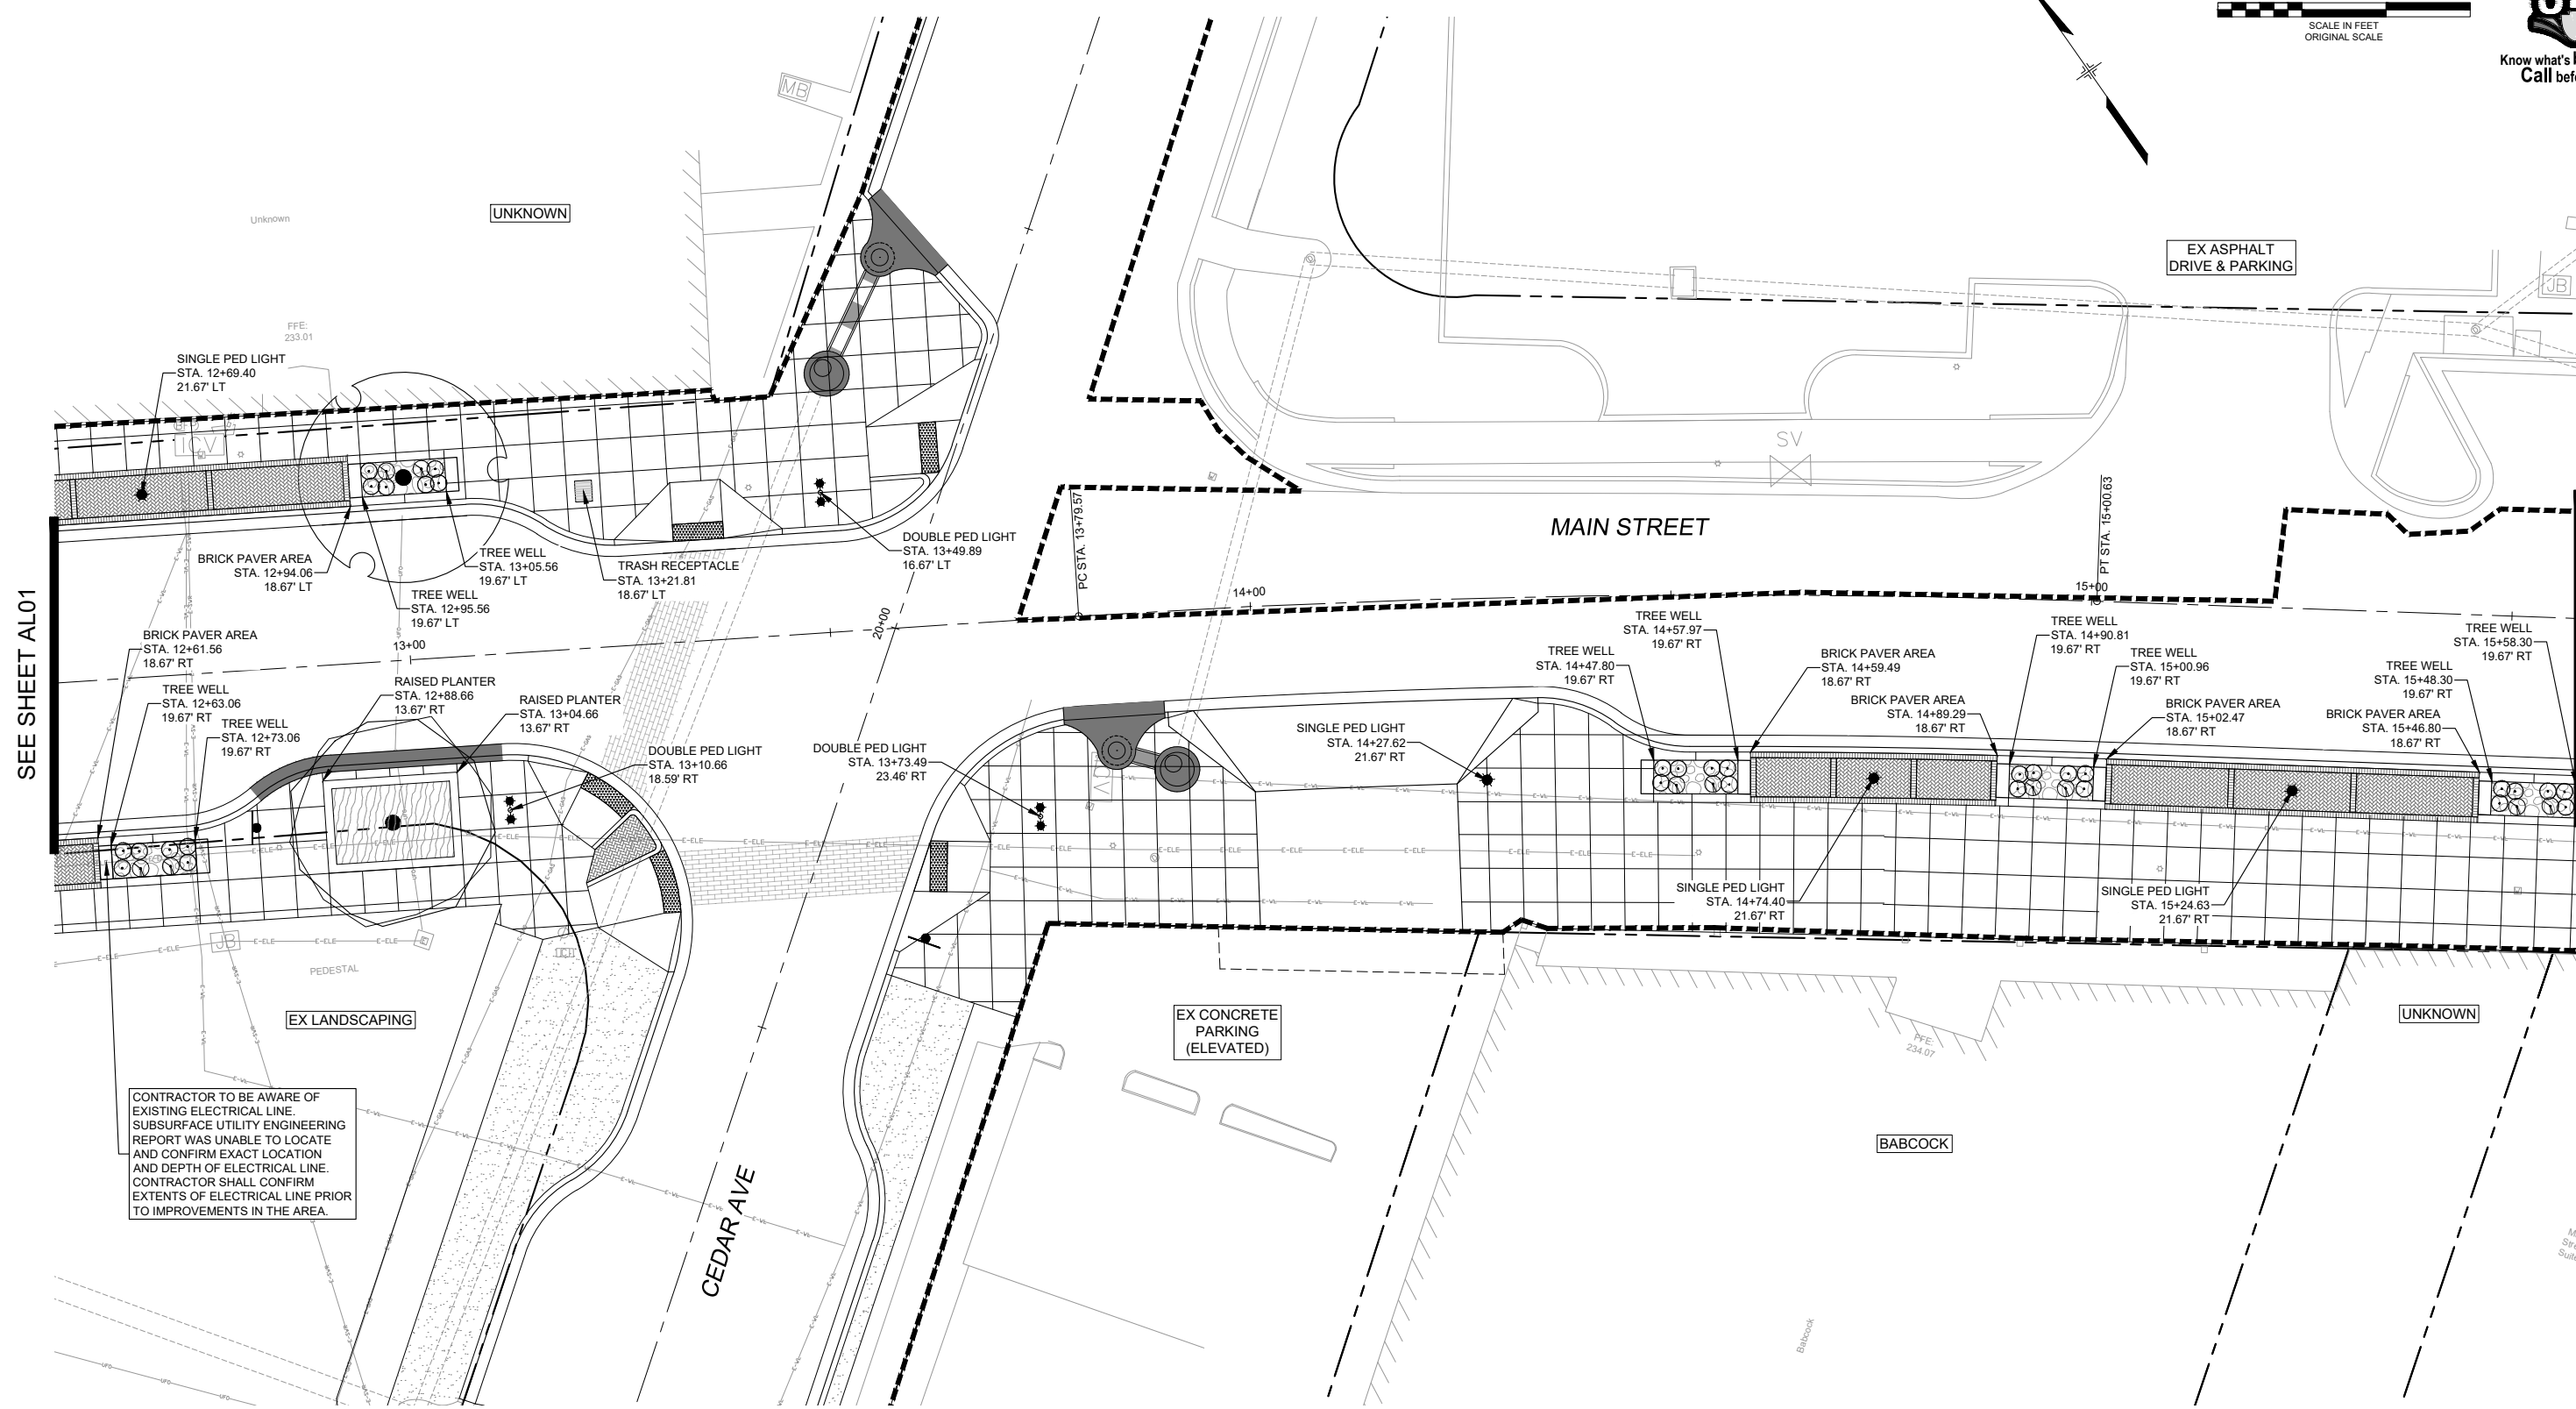 SCALE IN FEET
ORIGINAL SCALE
Know what's
Call
MB
Unknown
UNKNOWN
EX ASPHALT
DRIVE & PARKING
JB
FFE:
233.01
SINGLE PED LIGHT
STA. 12+69.40
21.67' LT
ICV
SV
MAIN STREET
PC STA. 13+79.57
PT STA. 15+00.63
BRICK PAVER AREA
STA. 12+94.06
18.67' LT
TREE WELL
STA. 13+05.56
19.67' LT
TREE WELL
STA. 12+95.56
19.67' LT
TRASH RECEPTACLE
STA. 13+21.81
18.67' LT
DOUBLE PED LIGHT
STA. 13+49.89
16.67' LT
SEE SHEET AL01
13+00
20+00
14+00
15+00
BRICK PAVER AREA
STA. 12+61.56
18.67' RT
TREE WELL
STA. 12+63.06
19.67' RT
TREE WELL
STA. 12+73.06
19.67' RT
RAISED PLANTER
STA. 12+88.66
13.67' RT
RAISED PLANTER
STA. 13+04.66
13.67' RT
DOUBLE PED LIGHT
STA. 13+10.66
18.59' RT
DOUBLE PED LIGHT
STA. 13+73.49
23.46' RT
SINGLE PED LIGHT
STA. 14+27.62
21.67' RT
TREE WELL
STA. 14+47.80
19.67' RT
TREE WELL
STA. 14+57.97
19.67' RT
BRICK PAVER AREA
STA. 14+59.49
18.67' RT
BRICK PAVER AREA
STA. 14+89.29
18.67' RT
TREE WELL
STA. 14+90.81
19.67' RT
TREE WELL
STA. 15+00.96
19.67' RT
BRICK PAVER AREA
STA. 15+02.47
18.67' RT
BRICK PAVER AREA
STA. 15+46.80
18.67' RT
TREE WELL
STA. 15+48.30
19.67' RT
TREE WELL
STA. 15+58.30
19.67' RT
SINGLE PED LIGHT
STA. 14+74.40
21.67' RT
SINGLE PED LIGHT
STA. 15+24.63
21.67' RT
JB
PEDESTAL
EX LANDSCAPING
EX CONCRETE
PARKING
(ELEVATED)
FFE:
234.07
UNKNOWN
BABCOCK
Babcock
CONTRACTOR TO BE AWARE OF
EXISTING ELECTRICAL LINE.
SUBSURFACE UTILITY ENGINEERING
REPORT WAS UNABLE TO LOCATE
AND CONFIRM EXACT LOCATION
AND DEPTH OF ELECTRICAL LINE.
CONTRACTOR SHALL CONFIRM
EXTENTS OF ELECTRICAL LINE PRIOR
TO IMPROVEMENTS IN THE AREA.
CEDAR AVE